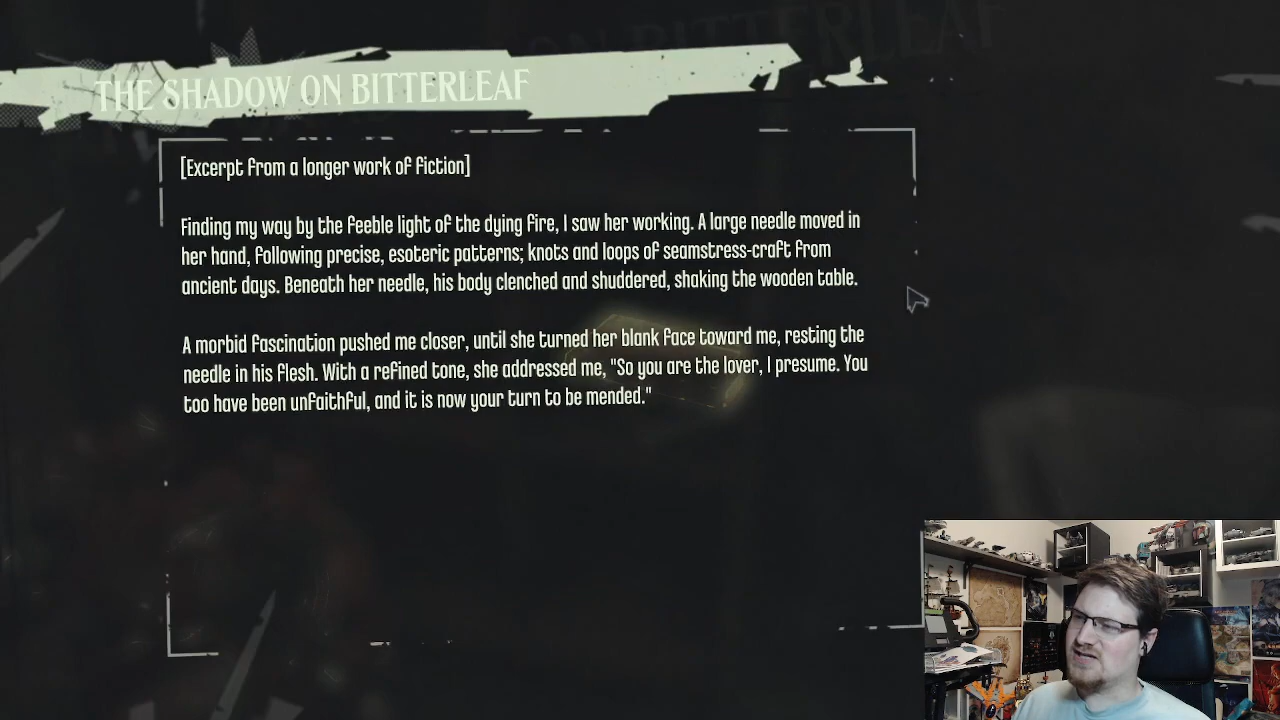 THE SHADOW ON BITTERLEAF
[Excerpt from a longer work of fiction]
Finding my way by the feeble light of the dying fire, I saw her working. A large needle moved in
her hand, following precise, esoteric patterns; knots and loops of seamstress-craft from
ancient days. Beneath her needle, his body clenched and shuddered, shaking the wooden table.
A morbid fascination pushed me closer, until she turned her blank face toward me, resting the
needle in his flesh. With a refined tone, she addressed me, "So you are the lover, I presume. You
too have been unfaithful, and it is now your turn to be mended."